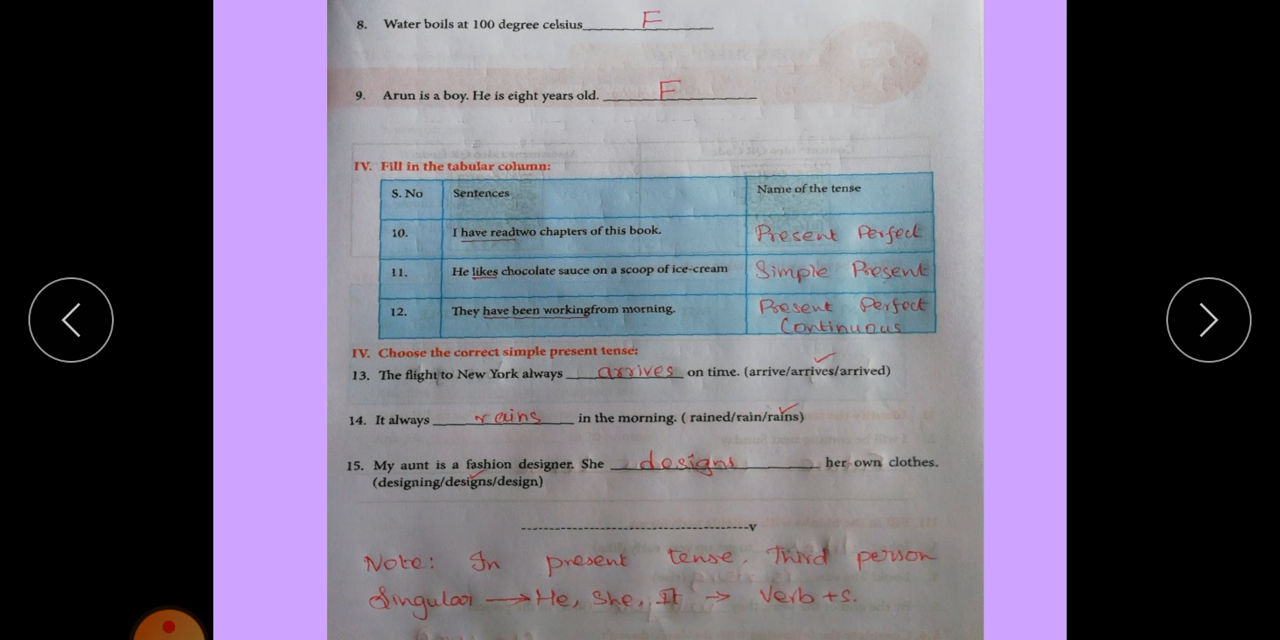 8. Water boils at 100 degree celsius F
9. Arun is a boy. He is eight years old. F
IV. Fill in the tabular column:
S. No Sentences Name of the tense
10. I have readtwo chapters of this book. Present Perfect
11. He likes chocolate sauce on a scoop of ice-cream Simple Present
12. They have been workingfrom morning. Present Perfect
Continuous
IV. Choose the correct simple present tense:
13. The flight to New York always arrives on time. (arrive/arrives/arrived)
14. It always rains in the morning. ( rained/rain/rains)
15. My aunt is a fashion designer. She designs her own clothes.
(designing/designs/design)
v
Note: In present tense, Third person
Singular → He, She, It → Verb + s.